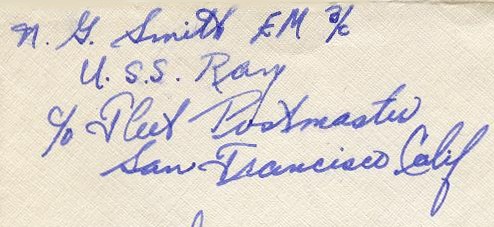 N. G. Smith EM 3/c
U.S.S. Ray
c/o Fleet Postmaster
San Francisco Calif